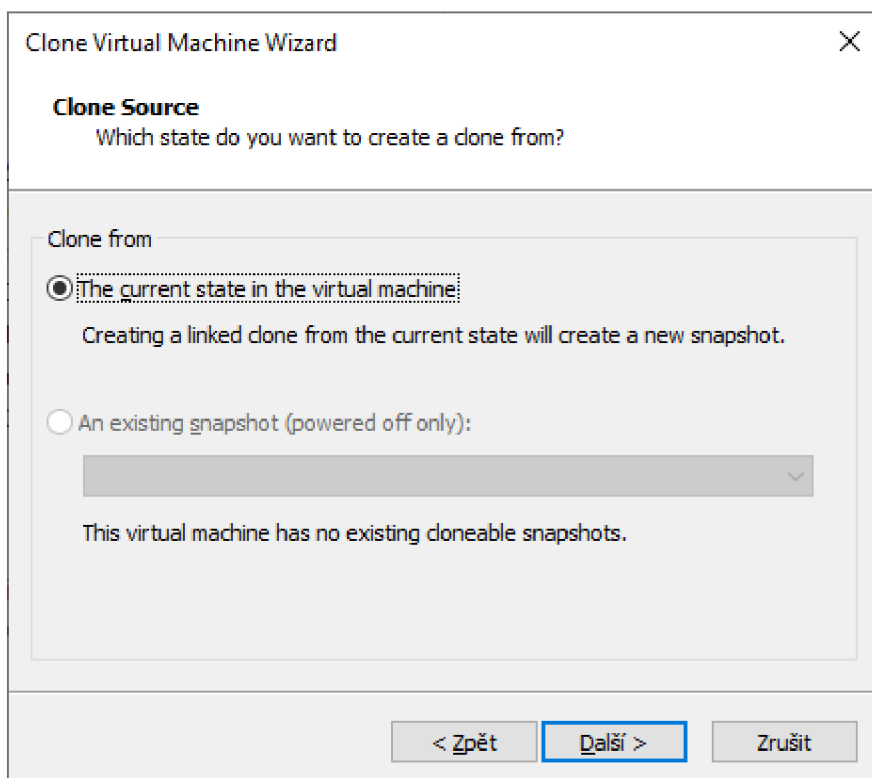 Clone Virtual Machine Wizard
Clone Source
Which state do you want to create a clone from?
Clone from
The current state in the virtual machine
Creating a linked clone from the current state will create a new snapshot.
An existing snapshot (powered off only):
This virtual machine has no existing cloneable snapshots.
< Zpět Další > Zrušit